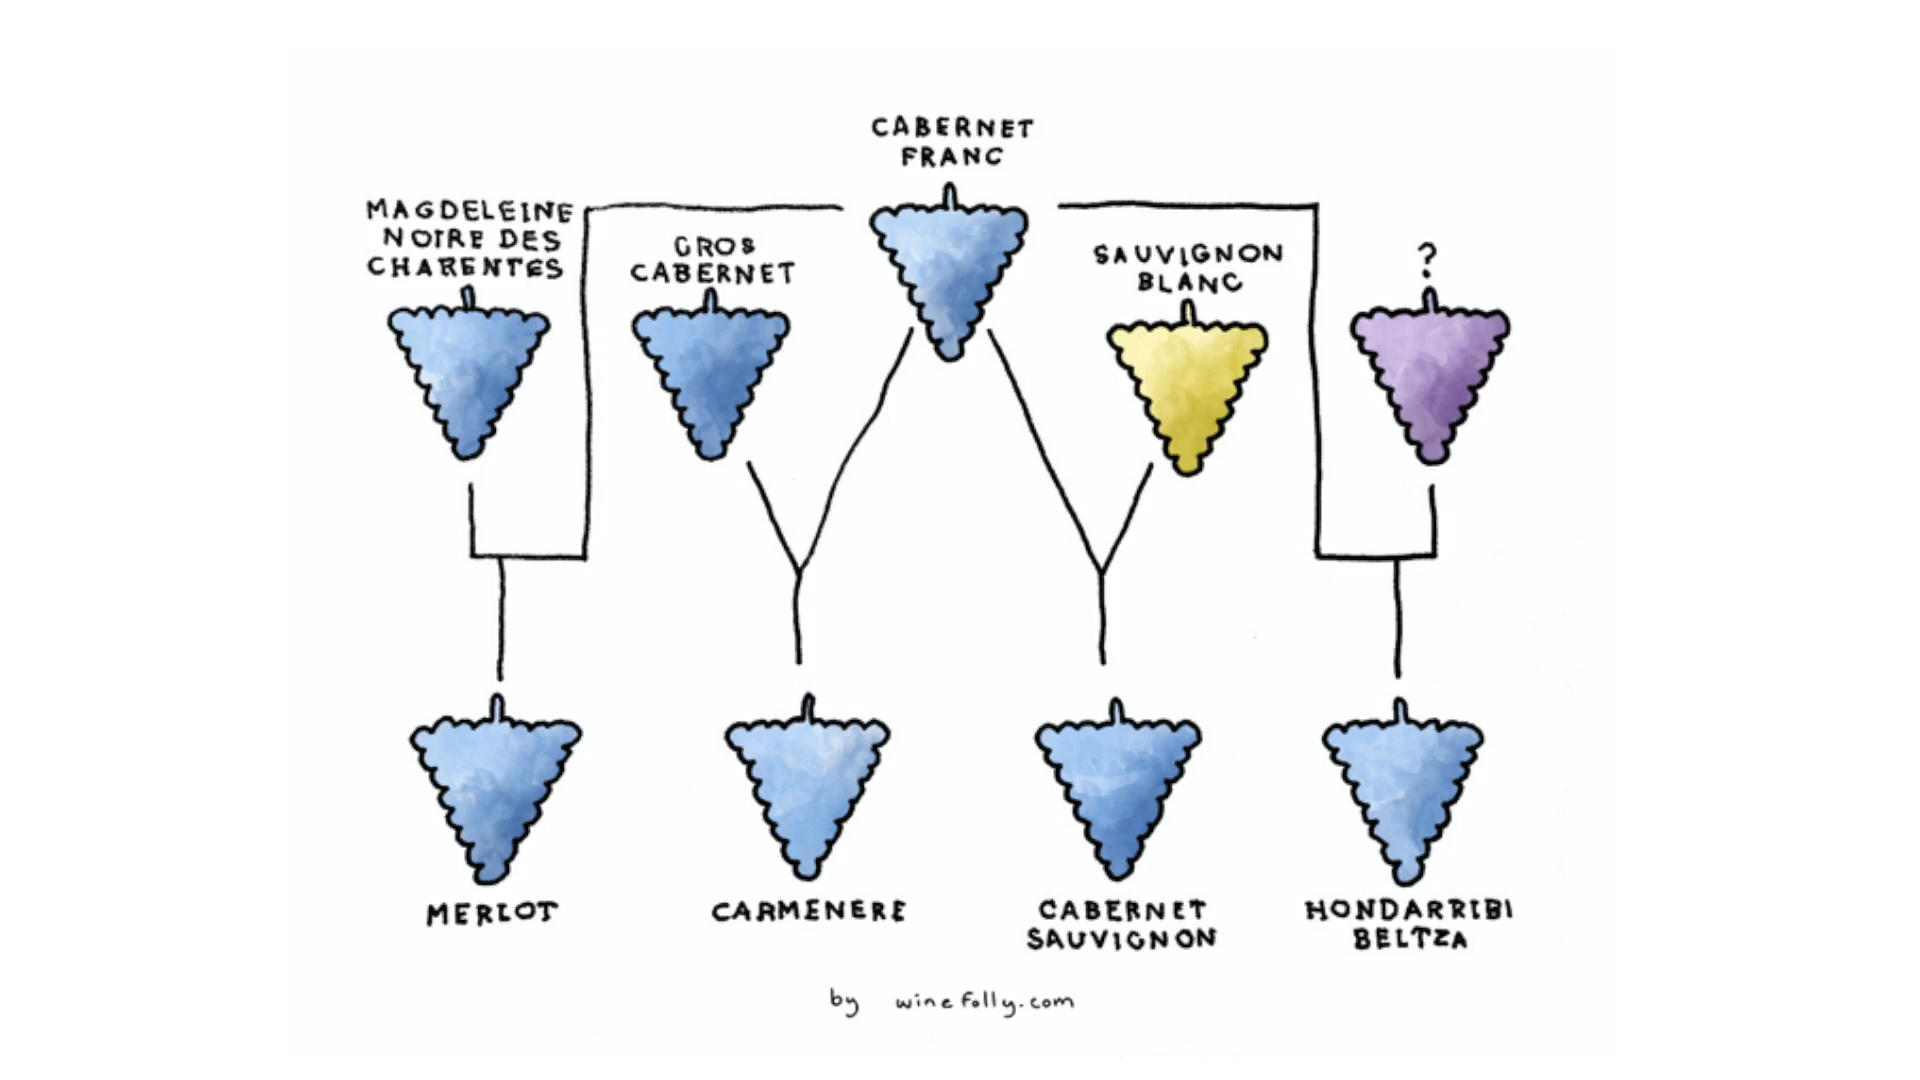 CABERNET
FRANC
MAGDELEINE
NOIRE DES
CHARENTES
GROS
CABERNET
SAUVIGNON
BLANC
?
MERLOT
CARMENERE
CABERNET
SAUVIGNON
HONDARRIBI
BELTZA
by winefolly.com